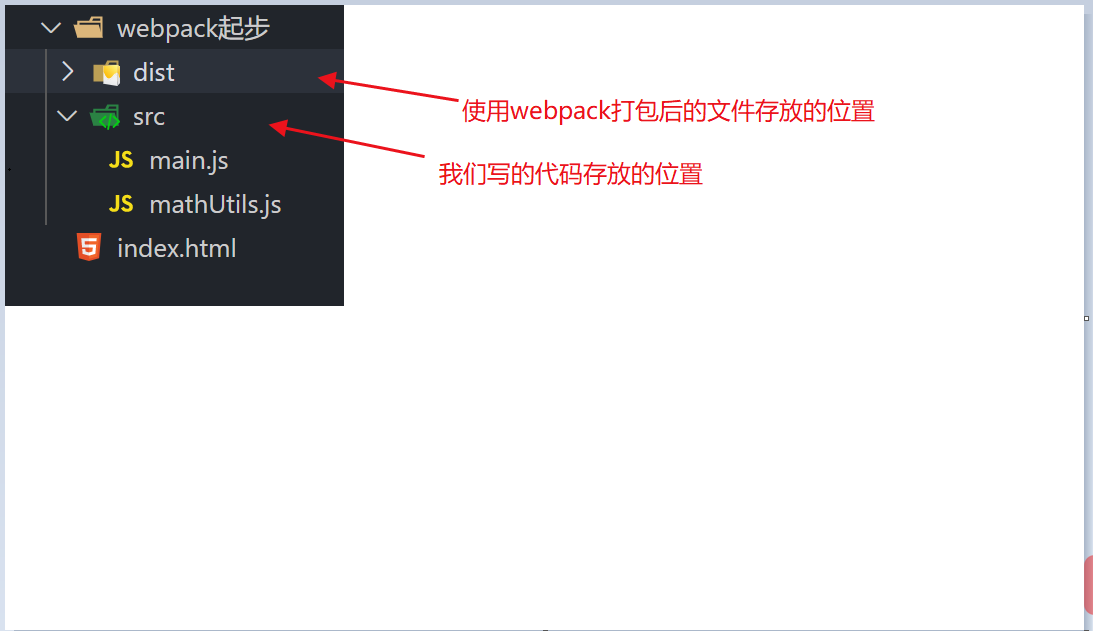 webpack起步
dist
使用webpack打包后的文件存放的位置
src
我们写的代码存放的位置
JS main.js
JS mathUtils.js
5 index.html